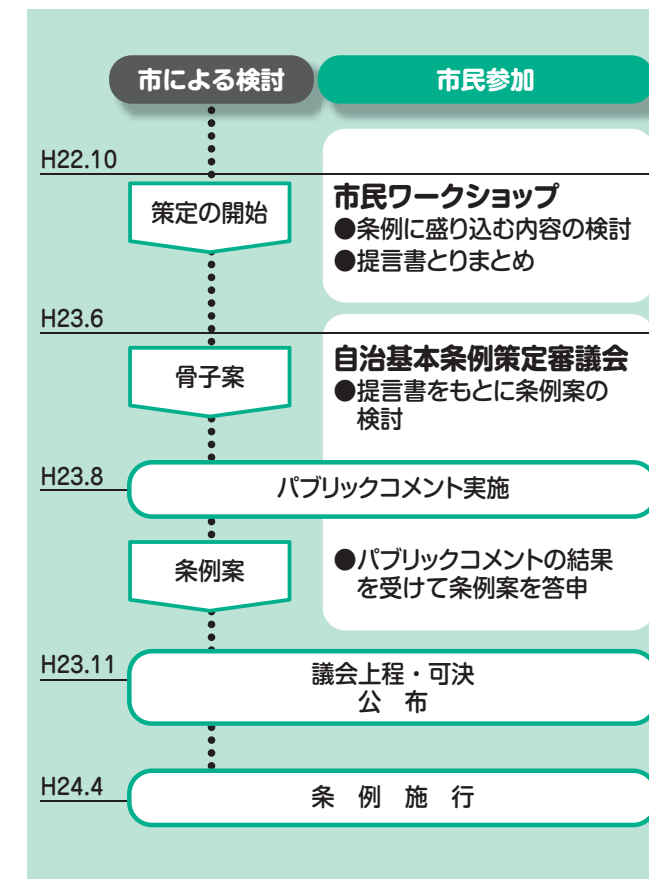 市による検討
市民参加
H22.10
策定の開始
市民ワークショップ
●条例に盛り込む内容の検討
●提言書とりまとめ
H23.6
骨子案
自治基本条例策定審議会
●提言書をもとに条例案の
検討
H23.8
パブリックコメント実施
条例案
●パブリックコメントの結果
を受けて条例案を答申
H23.11
議会上程・可決
公　布
H24.4
条　例　施　行